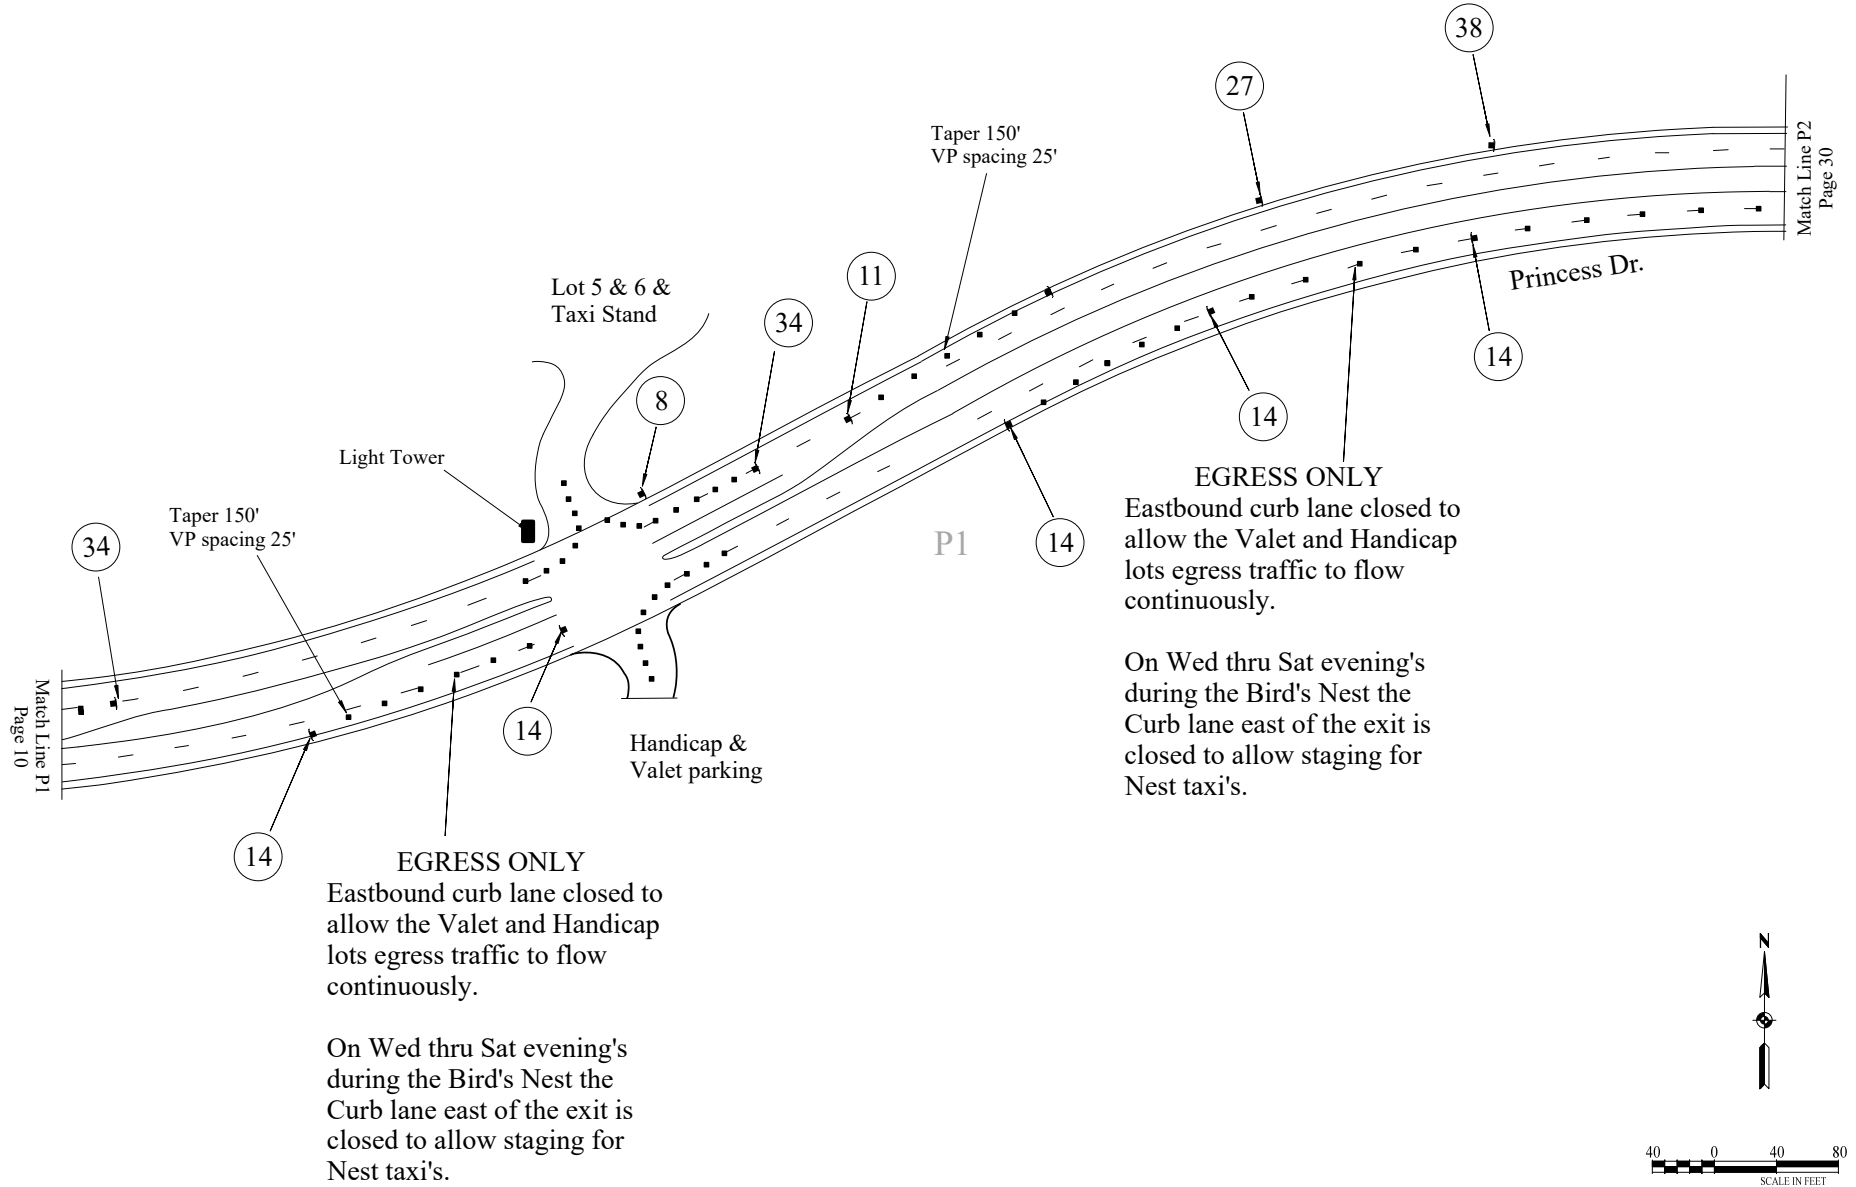 38
27
Taper 150'
VP spacing 25'
Match Line P2
Page 30
11
Lot 5 & 6 &
Taxi Stand
34
Princess Dr.
14
8
14
Light Tower
EGRESS ONLY
Eastbound curb lane closed to
allow the Valet and Handicap
lots egress traffic to flow
continuously.
On Wed thru Sat evening's
during the Bird's Nest the
Curb lane east of the exit is
closed to allow staging for
Nest taxi's.
Taper 150'
VP spacing 25'
34
P1
14
Match Line P1
Page 10
14
Handicap &
Valet parking
14
EGRESS ONLY
Eastbound curb lane closed to
allow the Valet and Handicap
lots egress traffic to flow
continuously.
On Wed thru Sat evening's
during the Bird's Nest the
Curb lane east of the exit is
closed to allow staging for
Nest taxi's.
N
40 0 40 80
SCALE IN FEET